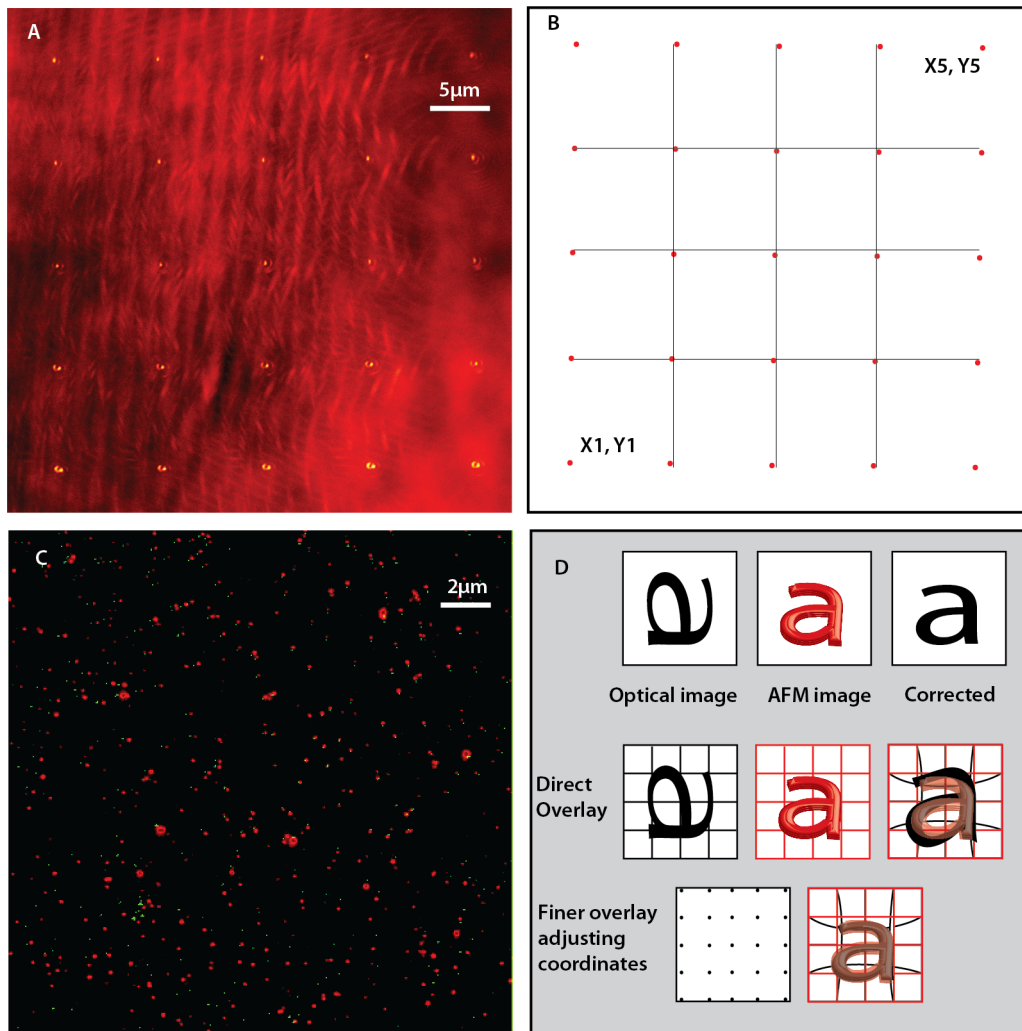 A
5µm
B
X5, Y5
X1, Y1
C
2µm
D
a
a
a
Optical image
AFM image
Corrected
Direct
Overlay
a
a
a
Finer overlay
adjusting
coordinates
a